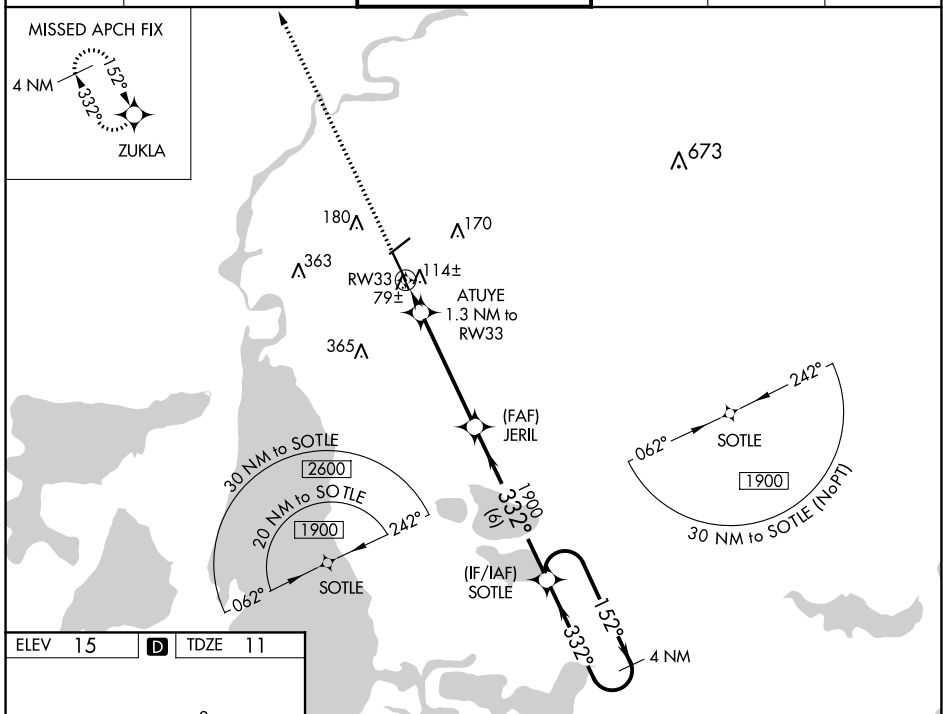 MISSED APCH FIX
4 NM
152°
332°
ZUKLA
673
180
170
363
RW33
114±
79±
ATUYE
1.3 NM to
RW33
365
(FAF)
JERIL
30 NM to SOTLE
2600
20 NM to SOTLE
1900
242°
062°
SOTLE
242°
062°
SOTLE
1900
30 NM to SOTLE (NoPT)
1900
332°
(6)
(IF/IAF)
SOTLE
152°
332°
4 NM
ELEV 15
D
TDZE 11